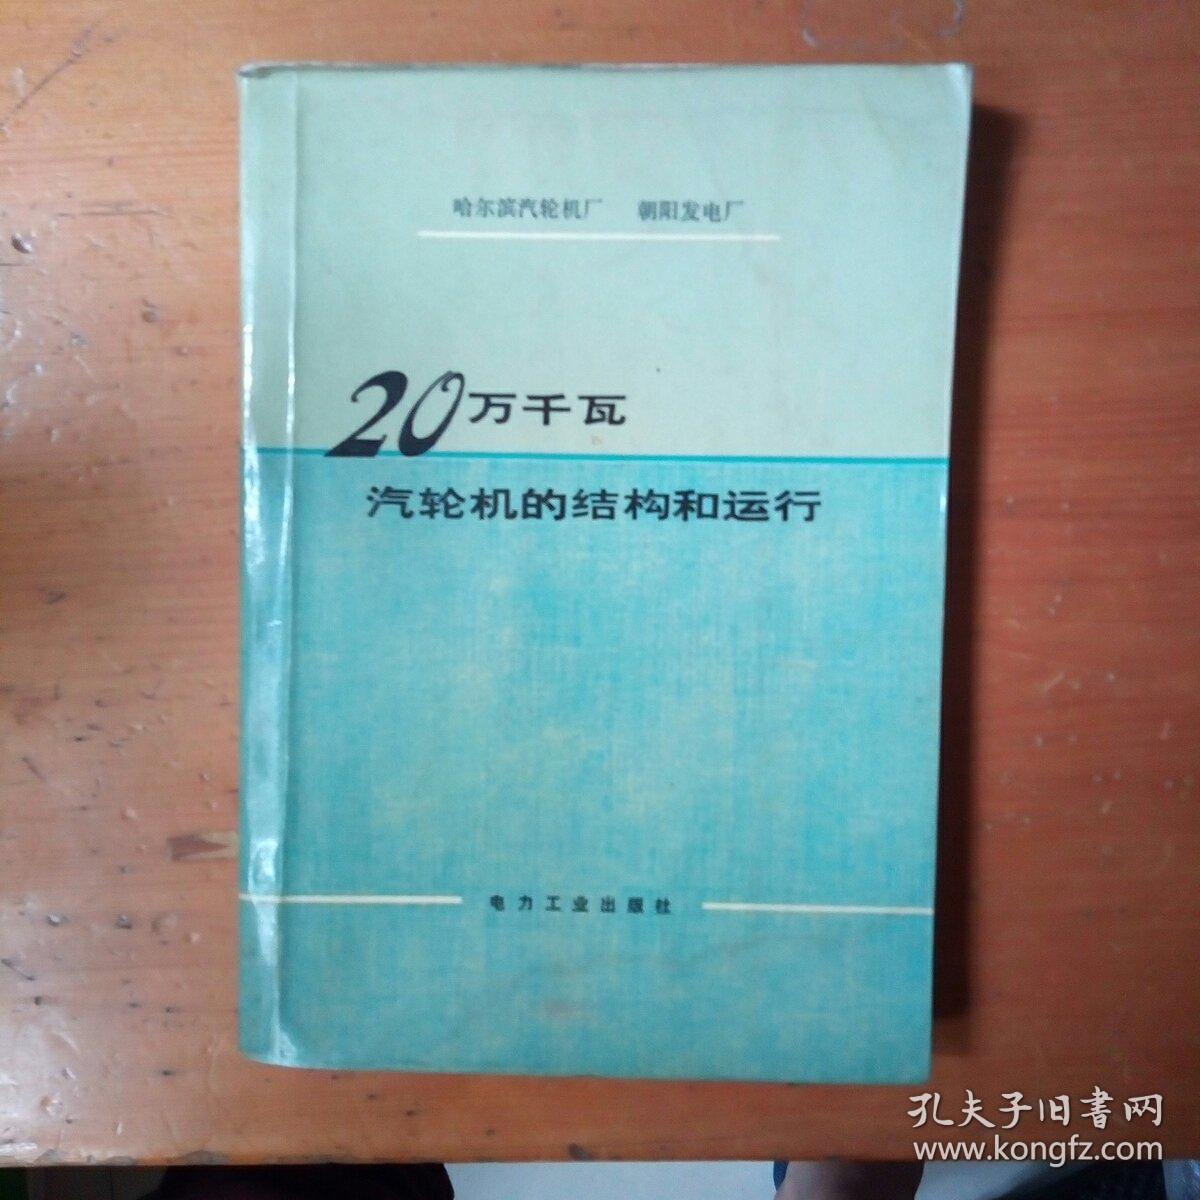 哈尔滨汽轮机厂 朝阳发电厂
20万千瓦
汽轮机的结构和运行
电力工业出版社
孔夫子旧書网
www.kongfz.com